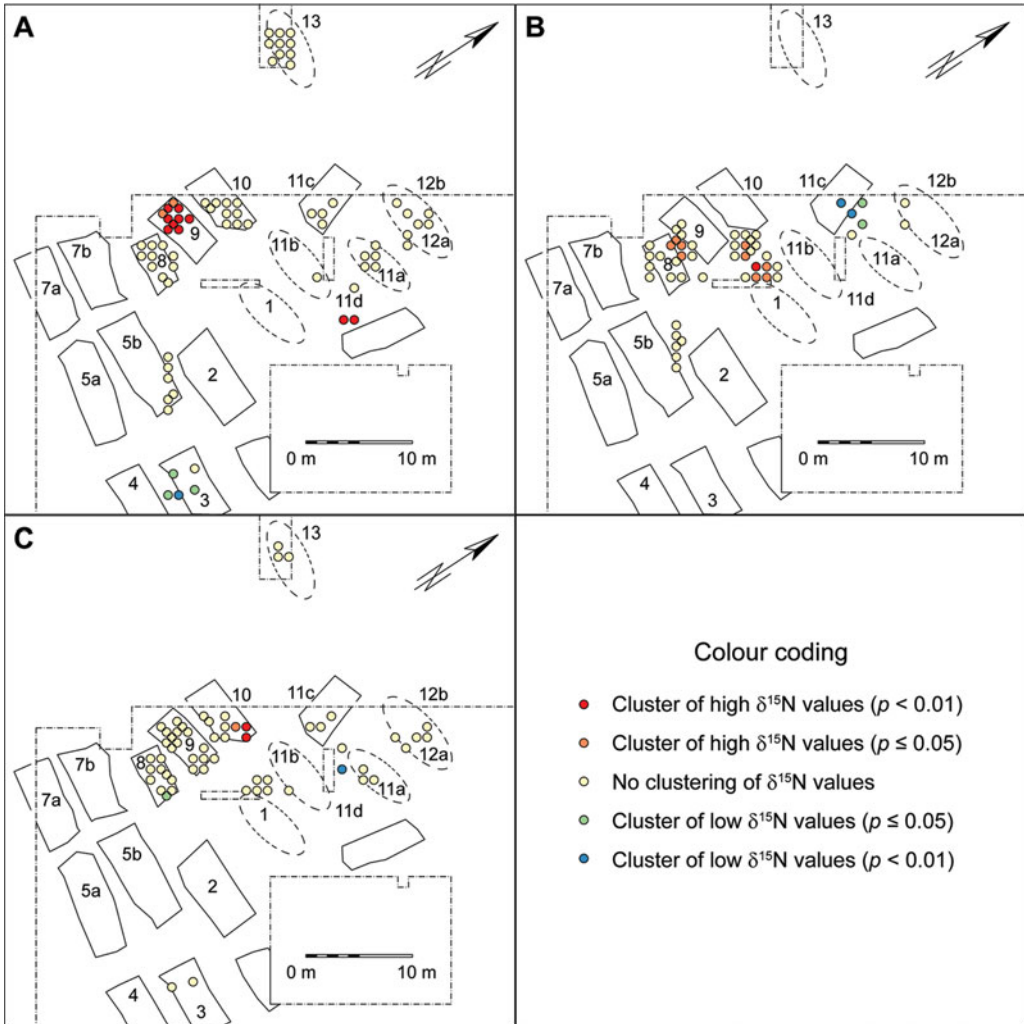 A
13
10
11c
12b
9
11b
12a
7b
8
11a
7a
1
11d
5b
2
5a
0 m
10 m
4
3
B
13
10
11c
12b
9
11b
12a
7b
8
11a
7a
1
11d
5b
2
5a
0 m
10 m
4
3
C
13
10
11c
12b
9
11b
12a
7b
8
11a
7a
1
11d
5b
2
5a
0 m
10 m
4
3
Colour coding
Cluster of high δ¹⁵N values (p < 0.01)
Cluster of high δ¹⁵N values (p ≤ 0.05)
No clustering of δ¹⁵N values
Cluster of low δ¹⁵N values (p ≤ 0.05)
Cluster of low δ¹⁵N values (p < 0.01)